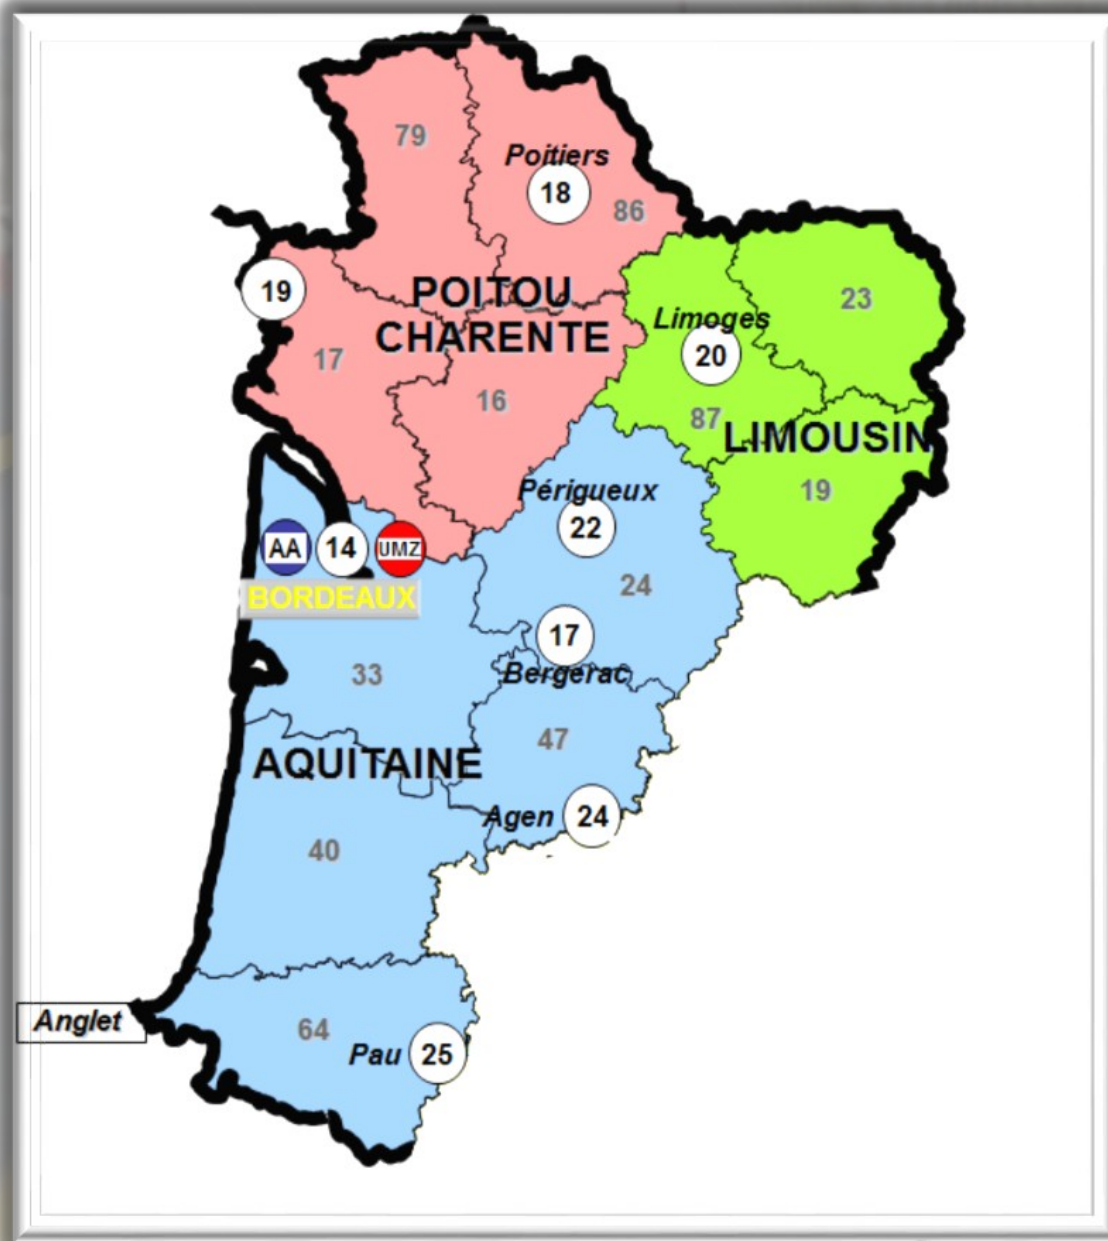 79
Poitiers
18
86
19
POITOU
CHARENTE
23
Limoges
20
17
16
87
LIMOUSIN
19
Périgueux
22
AA
14
UMZ
24
BORDEAUX
17
Bergerac
33
47
AQUITAINE
Agen
24
40
Anglet
64
Pau
25